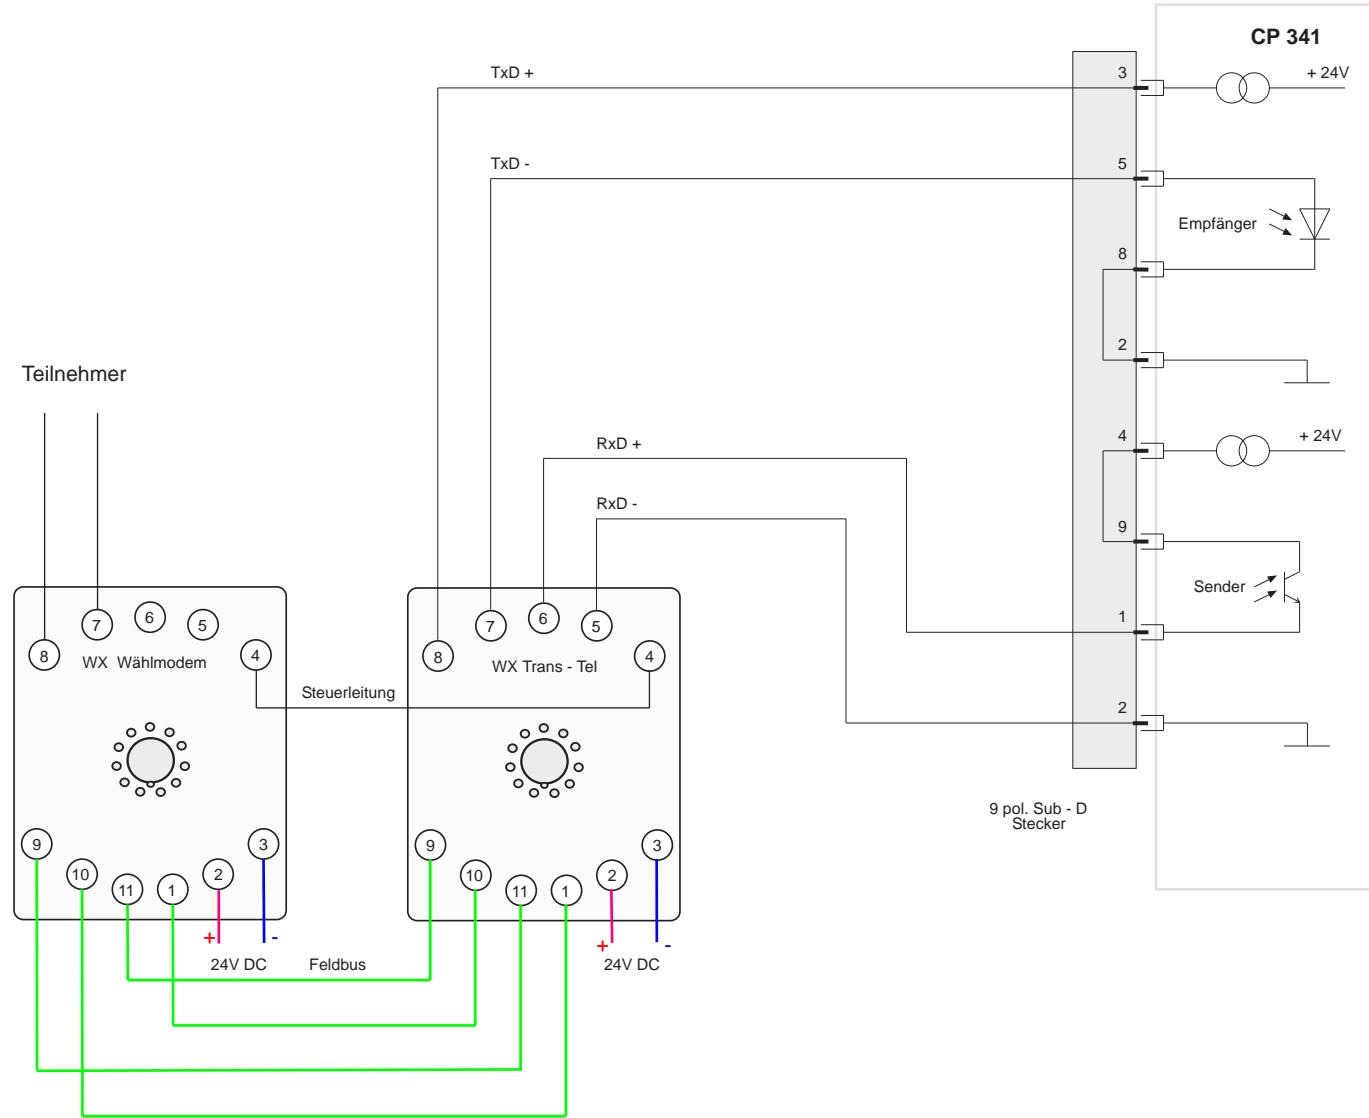 CP 341
TxD +
3
+ 24V
TxD -
5
Empfänger
8
2
Teilnehmer
4
+ 24V
RxD +
RxD -
9
Sender
1
2
8
7
6
5
4
WX Wählmodem
8
7
6
5
4
WX Trans - Tel
Steuerleitung
9 pol. Sub - D
Stecker
9
10
11
1
2
3
+
-
24V DC
Feldbus
9
10
11
1
2
3
+
-
24V DC